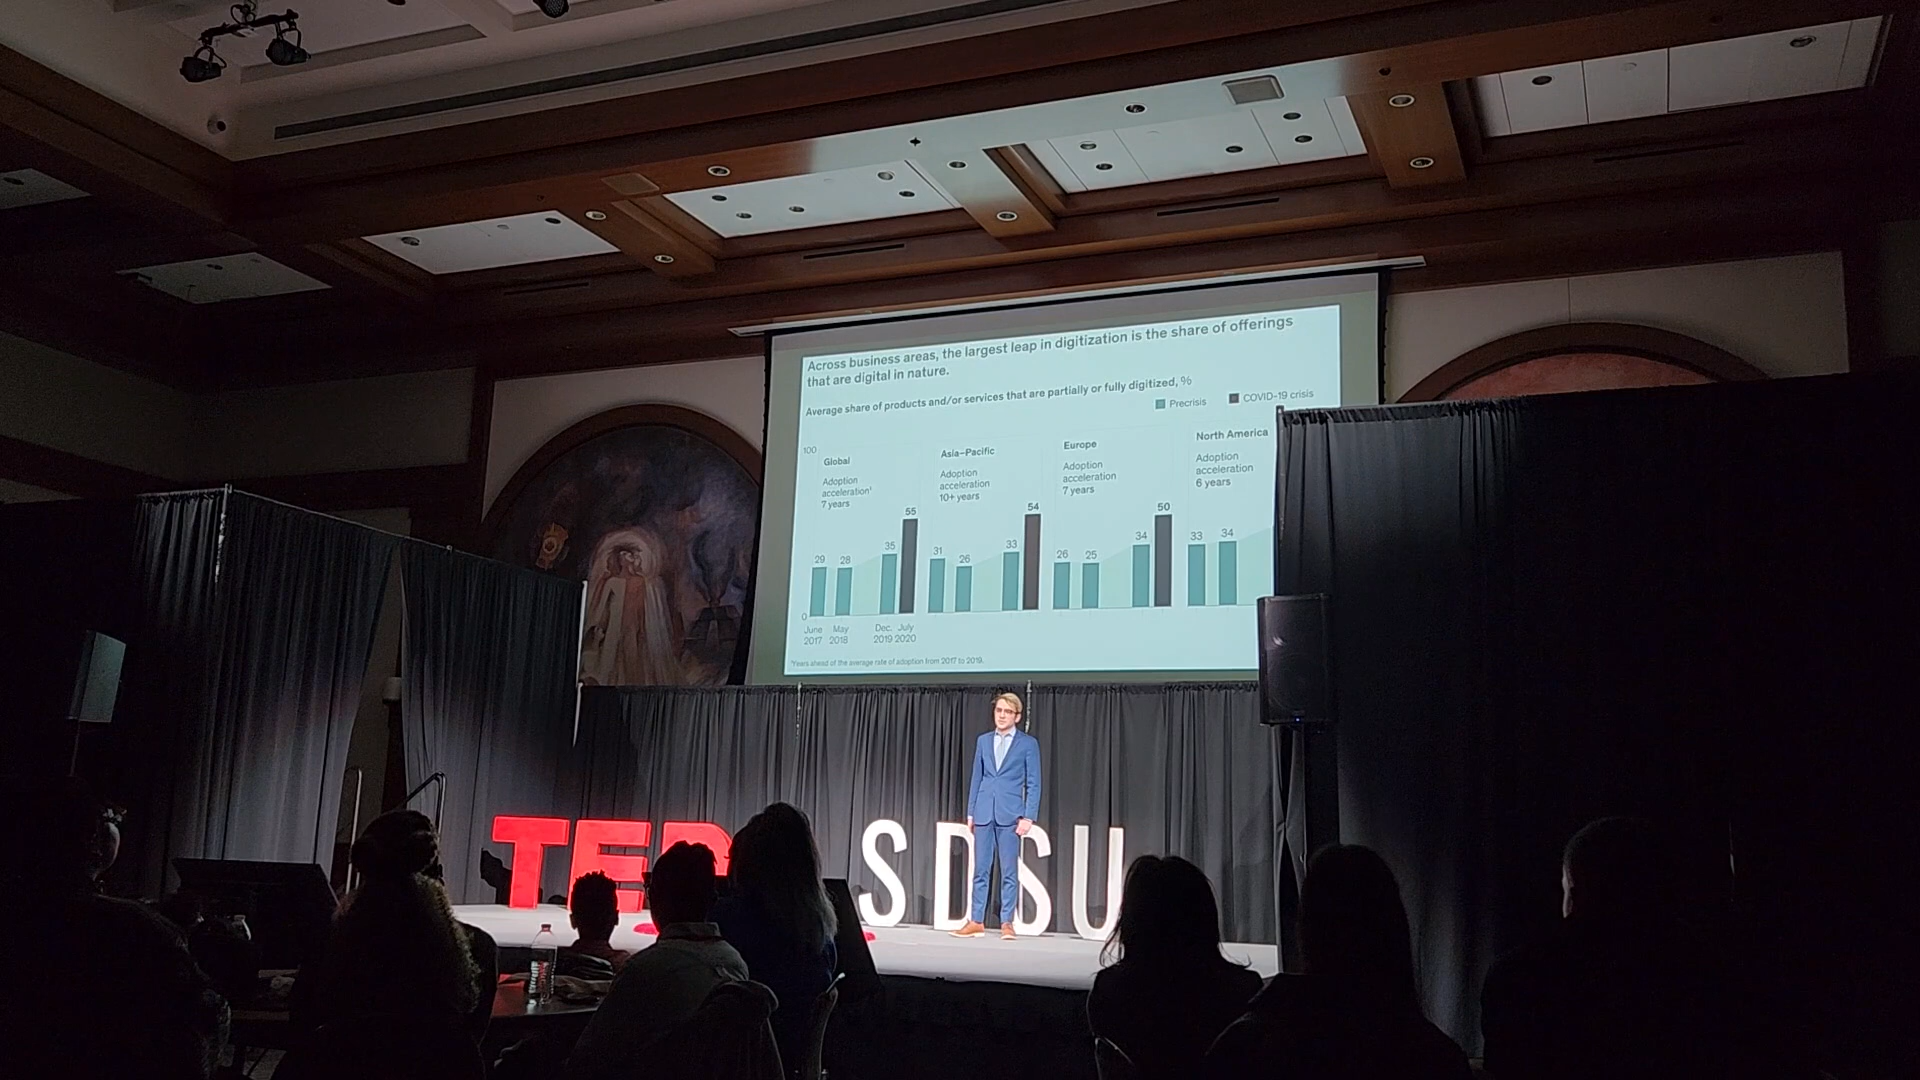 Across business areas, the largest leap in digitization is the share of offerings
that are digital in nature.
Average share of products and/or services that are partially or fully digitized, %
Precrisis
COVID-19 crisis
100
0
Global
Adoption
acceleration¹
7 years
29
28
35
55
June
2017
May
2018
Dec.
2019
July
2020
Asia–Pacific
Adoption
acceleration
10+ years
31
26
33
54
Europe
Adoption
acceleration
7 years
26
25
34
50
North America
Adoption
acceleration
6 years
33
34
¹Years ahead of the average rate of adoption from 2017 to 2019.
TED
SDSU